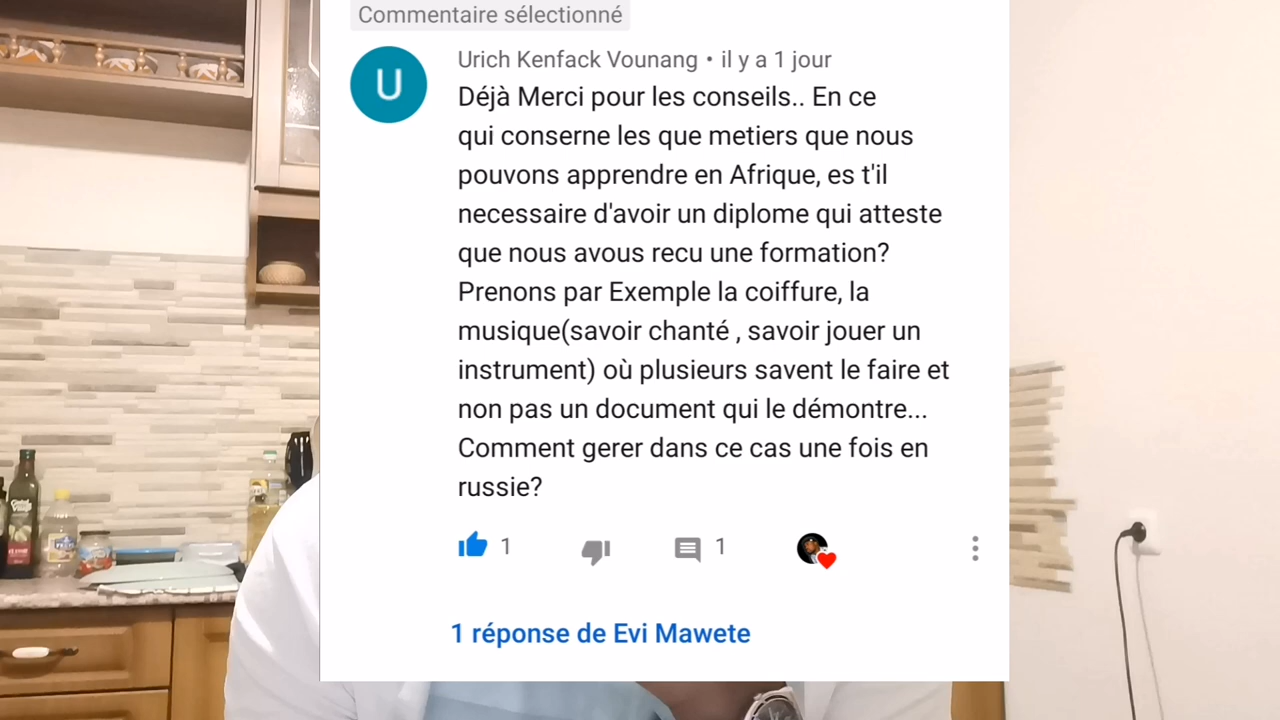 Commentaire sélectionné
U
Urich Kenfack Vounang • il y a 1 jour
Déjà Merci pour les conseils.. En ce
qui conserne les que metiers que nous
pouvons apprendre en Afrique, es t'il
necessaire d'avoir un diplome qui atteste
que nous avous recu une formation?
Prenons par Exemple la coiffure, la
musique(savoir chanté , savoir jouer un
instrument) où plusieurs savent le faire et
non pas un document qui le démontre...
Comment gerer dans ce cas une fois en
russie?
1
1
1 réponse de Evi Mawete